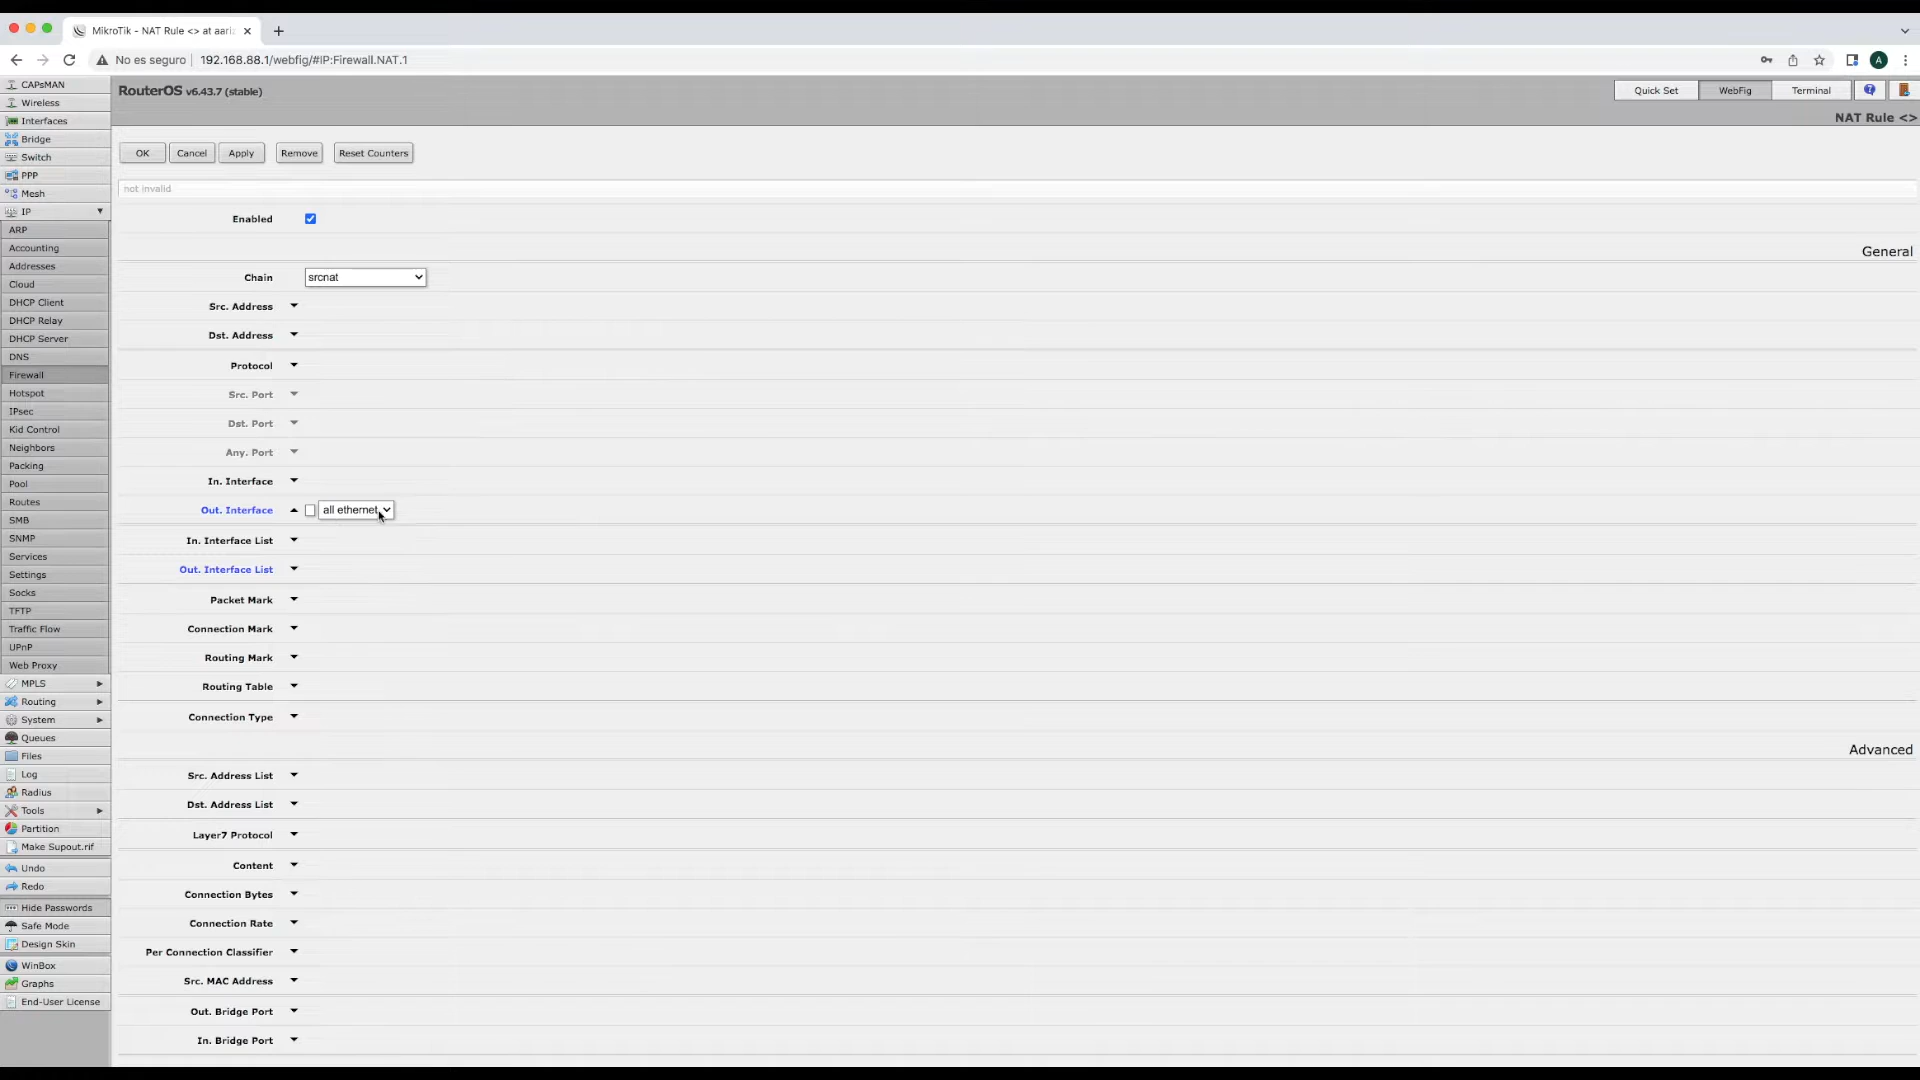 MikroTik - NAT Rule <> at aari
No es seguro
192.168.88.1/webfig/#IP:Firewall.NAT.1
A
RouterOS v6.43.7 (stable)
Quick Set
WebFig
Terminal
NAT Rule <>
CAPsMAN
Wireless
Interfaces
Bridge
Switch
PPP
Mesh
IP
ARP
Accounting
Addresses
Cloud
DHCP Client
DHCP Relay
DHCP Server
DNS
Firewall
Hotspot
IPsec
Kid Control
Neighbors
Packing
Pool
Routes
SMB
SNMP
Services
Settings
Socks
TFTP
Traffic Flow
UPnP
Web Proxy
MPLS
Routing
System
Queues
Files
Log
Radius
Tools
Partition
Make Supout.rif
Undo
Redo
Hide Passwords
Safe Mode
Design Skin
WinBox
Graphs
End-User License
OK
Cancel
Apply
Remove
Reset Counters
not invalid
Enabled
General
Chain
srcnat
Src. Address
Dst. Address
Protocol
Src. Port
Dst. Port
Any. Port
In. Interface
Out. Interface
all ethernet
In. Interface List
Out. Interface List
Packet Mark
Connection Mark
Routing Mark
Routing Table
Connection Type
Advanced
Src. Address List
Dst. Address List
Layer7 Protocol
Content
Connection Bytes
Connection Rate
Per Connection Classifier
Src. MAC Address
Out. Bridge Port
In. Bridge Port